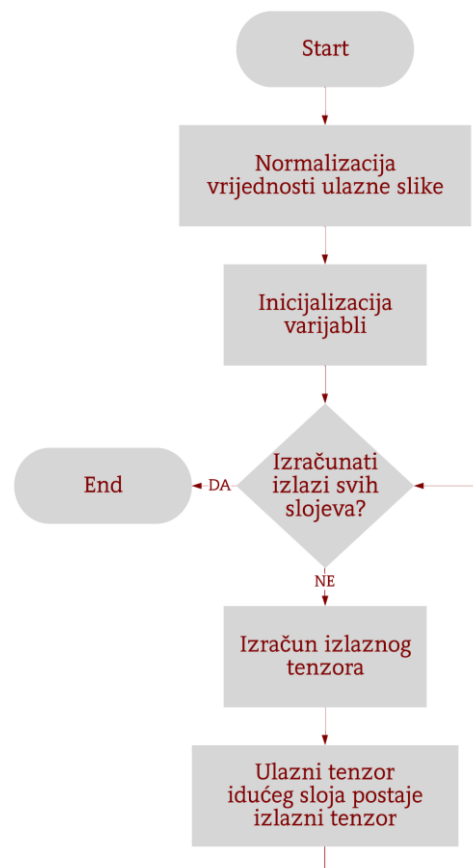 Start
Normalizacija
vrijednosti ulazne slike
Inicijalizacija
varijabli
Izračunati
izlazi svih
slojeva?
DA
End
NE
Izračun izlaznog
tenzora
Ulazni tenzor
idućeg sloja postaje
izlazni tenzor